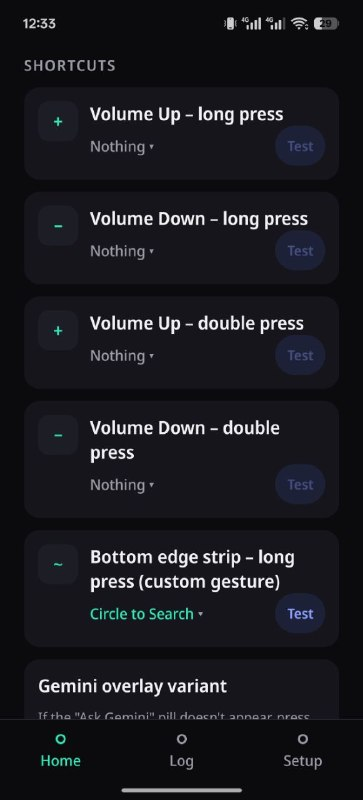 12:33
4G 4G 29
SHORTCUTS
+ Volume Up – long press
Nothing ▾
Test
− Volume Down – long press
Nothing ▾
Test
+ Volume Up – double press
Nothing ▾
Test
− Volume Down – double
press
Nothing ▾
Test
~ Bottom edge strip – long
press (custom gesture)
Circle to Search ▾
Test
Gemini overlay variant
If the "Ask Gemini" pill doesn't appear, press
Home
Log
Setup